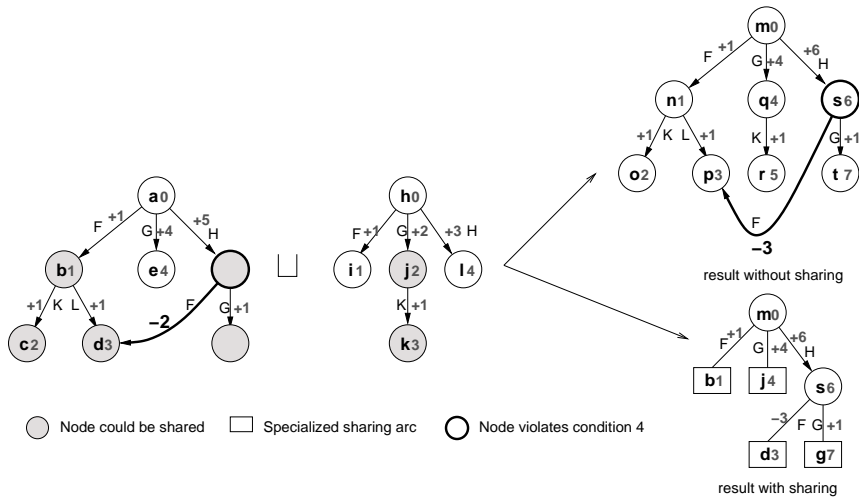 m0
F +1
G +4
+6 H
n1
q4
s6
+1 K
L +1
K +1
G +1
o2
p3
r 5
t 7
F
−3
result without sharing
a0
F +1
G +4
+5 H
b1
e4
+1 K
L +1
F
−2
G +1
c2
d3
h0
F +1
G +2
+3 H
i1
j2
l4
K +1
k3
m0
F +1
G +4
+6 H
b1
j4
s6
−3 F
G +1
d3
g7
result with sharing
Node could be shared
Specialized sharing arc
Node violates condition 4